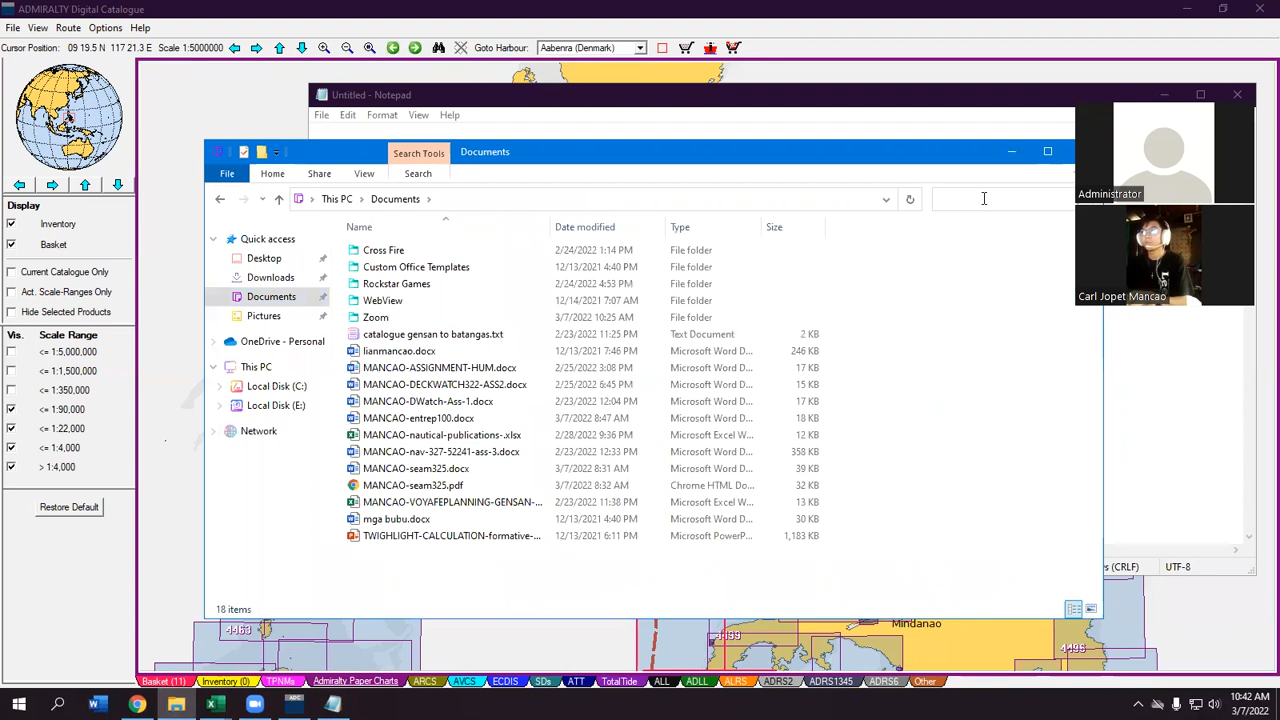 ADMIRALTY Digital Catalogue
File View Route Options Help
Cursor Position: 09 19.5 N 117 21.3 E Scale 1:5000000 Goto Harbour: Aabenra (Denmark)
Untitled - Notepad
File Edit Format View Help
Search Tools Documents
File Home Share View Search
This PC Documents
Administrator
Carl Jopet Mancao
Display
Inventory
Basket
Current Catalogue Only
Act. Scale-Ranges Only
Hide Selected Products
Vis. Scale Range
<= 1:5,000,000
<= 1:1,500,000
<= 1:350,000
<= 1:90,000
<= 1:22,000
<= 1:4,000
> 1:4,000
Restore Default
Quick access
Desktop
Downloads
Documents
Pictures
OneDrive - Personal
This PC
Local Disk (C:)
Local Disk (E:)
Network
Name Date modified Type Size
Cross Fire 2/24/2022 1:14 PM File folder
Custom Office Templates 12/13/2021 4:40 PM File folder
Rockstar Games 2/24/2022 4:53 PM File folder
WebView 12/14/2021 7:07 AM File folder
Zoom 3/7/2022 10:25 AM File folder
catalogue gensan to batangas.txt 2/23/2022 11:25 PM Text Document 2 KB
lianmancao.docx 12/13/2021 7:46 PM Microsoft Word D... 246 KB
MANCAO-ASSIGNMENT-HUM.docx 2/25/2022 3:08 PM Microsoft Word D... 17 KB
MANCAO-DECKWATCH322-ASS2.docx 2/25/2022 6:45 PM Microsoft Word D... 15 KB
MANCAO-DWatch-Ass-1.docx 2/23/2022 12:04 PM Microsoft Word D... 17 KB
MANCAO-entrep100.docx 3/7/2022 8:47 AM Microsoft Word D... 18 KB
MANCAO-nautical-publications-.xlsx 2/28/2022 9:36 PM Microsoft Excel W... 12 KB
MANCAO-nav-327-52241-ass-3.docx 2/23/2022 12:33 PM Microsoft Word D... 358 KB
MANCAO-seam325.docx 3/7/2022 8:31 AM Microsoft Word D... 39 KB
MANCAO-seam325.pdf 3/7/2022 8:32 AM Chrome HTML Do... 32 KB
MANCAO-VOYAFEPLANNING-GENSAN-... 2/23/2022 11:38 PM Microsoft Excel W... 13 KB
mga bubu.docx 12/13/2021 4:40 PM Microsoft Word D... 30 KB
TWIGHLIGHT-CALCULATION-formative-... 12/13/2021 6:11 PM Microsoft PowerP... 1,183 KB
18 items
(CRLF) UTF-8
4463
4499
Mindanao
4496
Basket (11) Inventory (0) TPNMs Admiralty Paper Charts ARCS AVCS ECDIS SDs ATT TotalTide ALL ADLL ALRS ADRS2 ADRS1345 ADRS6 Other
10:42 AM
3/7/2022